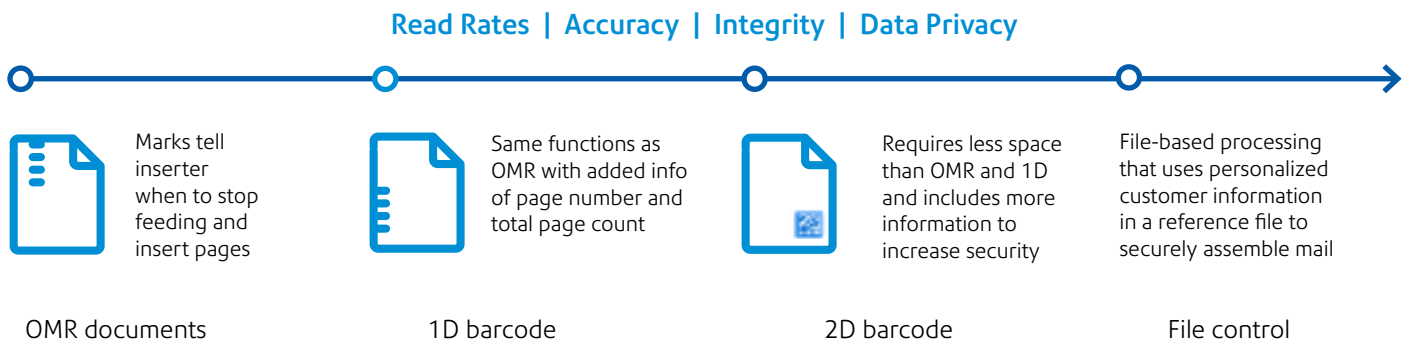 Read Rates | Accuracy | Integrity | Data Privacy
Marks tell
inserter
when to stop
feeding and
insert pages
Same functions as
OMR with added info
of page number and
total page count
Requires less space
than OMR and 1D
and includes more
information to
increase security
File-based processing
that uses personalized
customer information
in a reference file to
securely assemble mail
OMR documents
1D barcode
2D barcode
File control